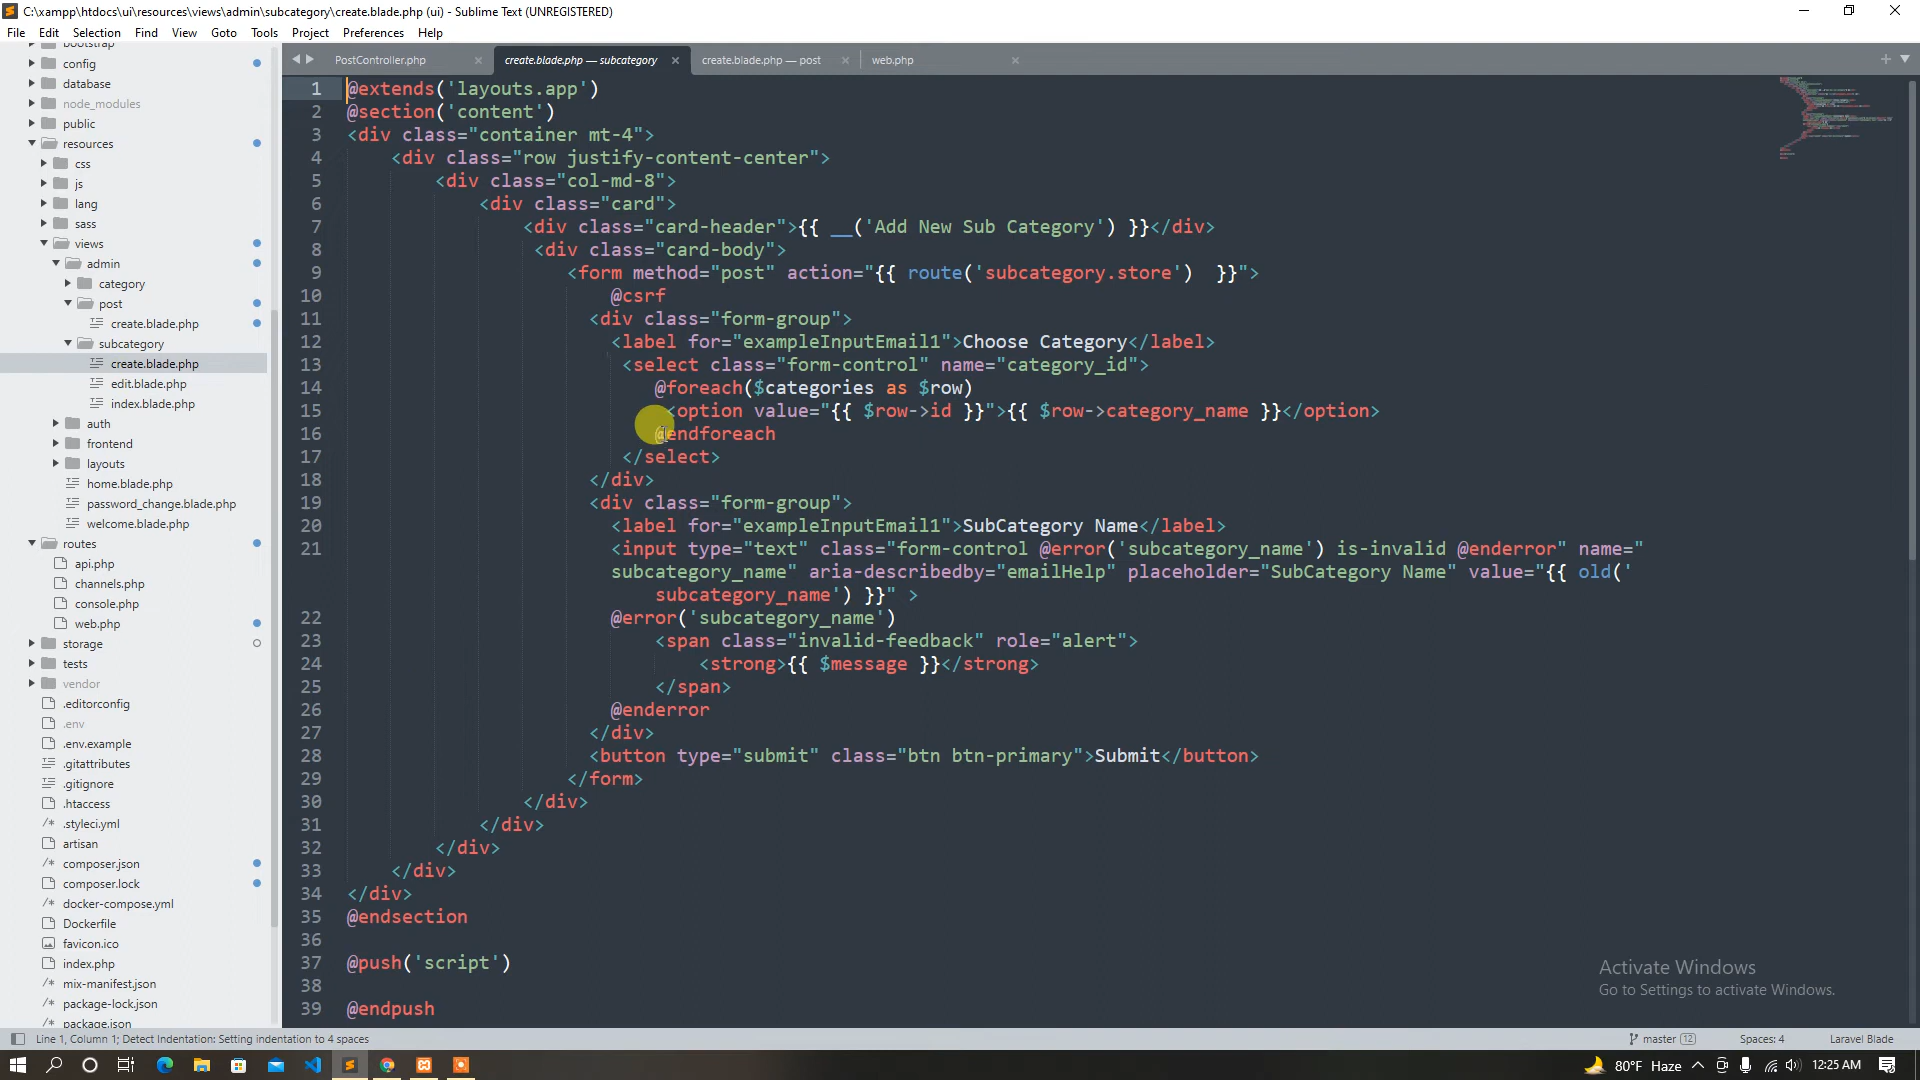 C:\xampp\htdocs\ui\resources\views\admin\subcategory\create.blade.php (ui) - Sublime Text (UNREGISTERED)
File Edit Selection Find View Goto Tools Project Preferences Help
bootstrap
config
database
node_modules
public
resources
css
js
lang
sass
views
admin
category
post
create.blade.php
subcategory
create.blade.php
edit.blade.php
index.blade.php
auth
frontend
layouts
home.blade.php
password_change.blade.php
welcome.blade.php
routes
api.php
channels.php
console.php
web.php
storage
tests
vendor
.editorconfig
.env
.env.example
.gitattributes
.gitignore
.htaccess
.styleci.yml
artisan
composer.json
composer.lock
docker-compose.yml
Dockerfile
favicon.ico
index.php
mix-manifest.json
package-lock.json
package.json
PostController.php create.blade.php — subcategory create.blade.php — post web.php
1 @extends('layouts.app')
2 @section('content')
3 <div class="container mt-4">
4 <div class="row justify-content-center">
5 <div class="col-md-8">
6 <div class="card">
7 <div class="card-header">{{ __('Add New Sub Category') }}</div>
8 <div class="card-body">
9 <form method="post" action="{{ route('subcategory.store')  }}">
10 @csrf
11 <div class="form-group">
12 <label for="exampleInputEmail1">Choose Category</label>
13 <select class="form-control" name="category_id">
14 @foreach($categories as $row)
15 <option value="{{ $row->id }}">{{ $row->category_name }}</option>
16 @endforeach
17 </select>
18 </div>
19 <div class="form-group">
20 <label for="exampleInputEmail1">SubCategory Name</label>
21 <input type="text" class="form-control @error('subcategory_name') is-invalid @enderror" name="
subcategory_name" aria-describedby="emailHelp" placeholder="SubCategory Name" value="{{ old('
subcategory_name') }}" >
22 @error('subcategory_name')
23 <span class="invalid-feedback" role="alert">
24 <strong>{{ $message }}</strong>
25 </span>
26 @enderror
27 </div>
28 <button type="submit" class="btn btn-primary">Submit</button>
29 </form>
30 </div>
31 </div>
32 </div>
33 </div>
34 </div>
35 @endsection
36
37 @push('script')
38
39 @endpush
Activate Windows
Go to Settings to activate Windows.
Line 1, Column 1; Detect Indentation: Setting indentation to 4 spaces
master 12 Spaces: 4 Laravel Blade
80°F Haze 12:25 AM